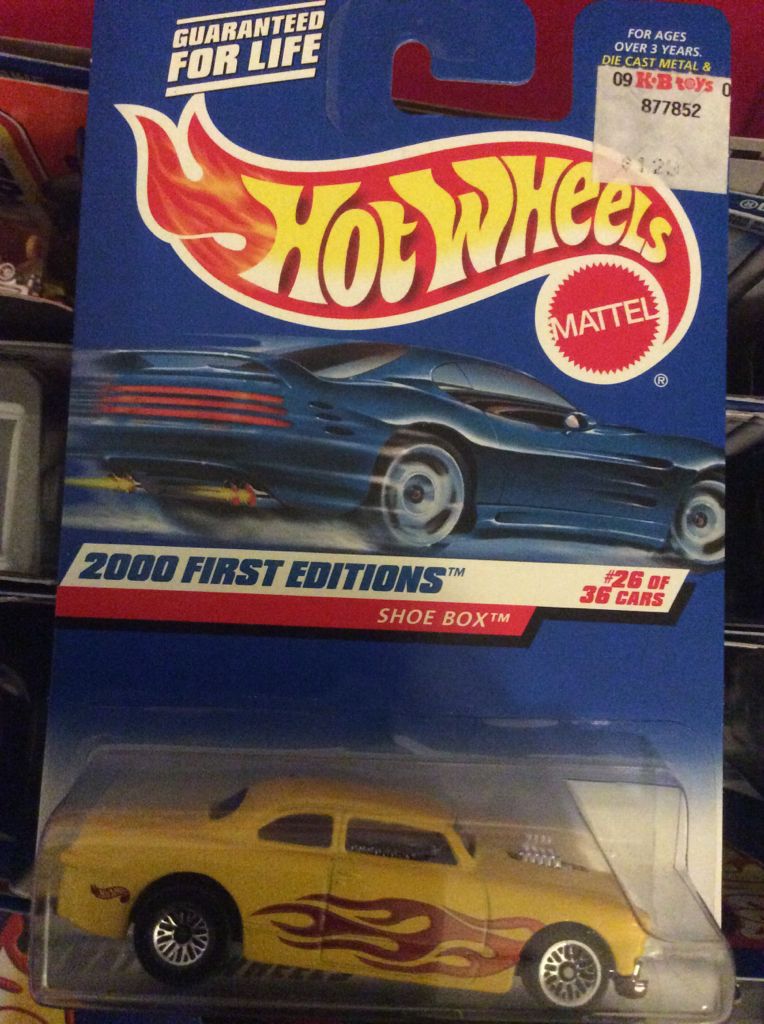 GUARANTEED
FOR LIFE
FOR AGES
OVER 3 YEARS.
DIE CAST METAL &
09 K·B toys 0
877852
HOT WHEELS
MATTEL
®
2000 FIRST EDITIONS™
#26 OF
36 CARS
SHOE BOX™